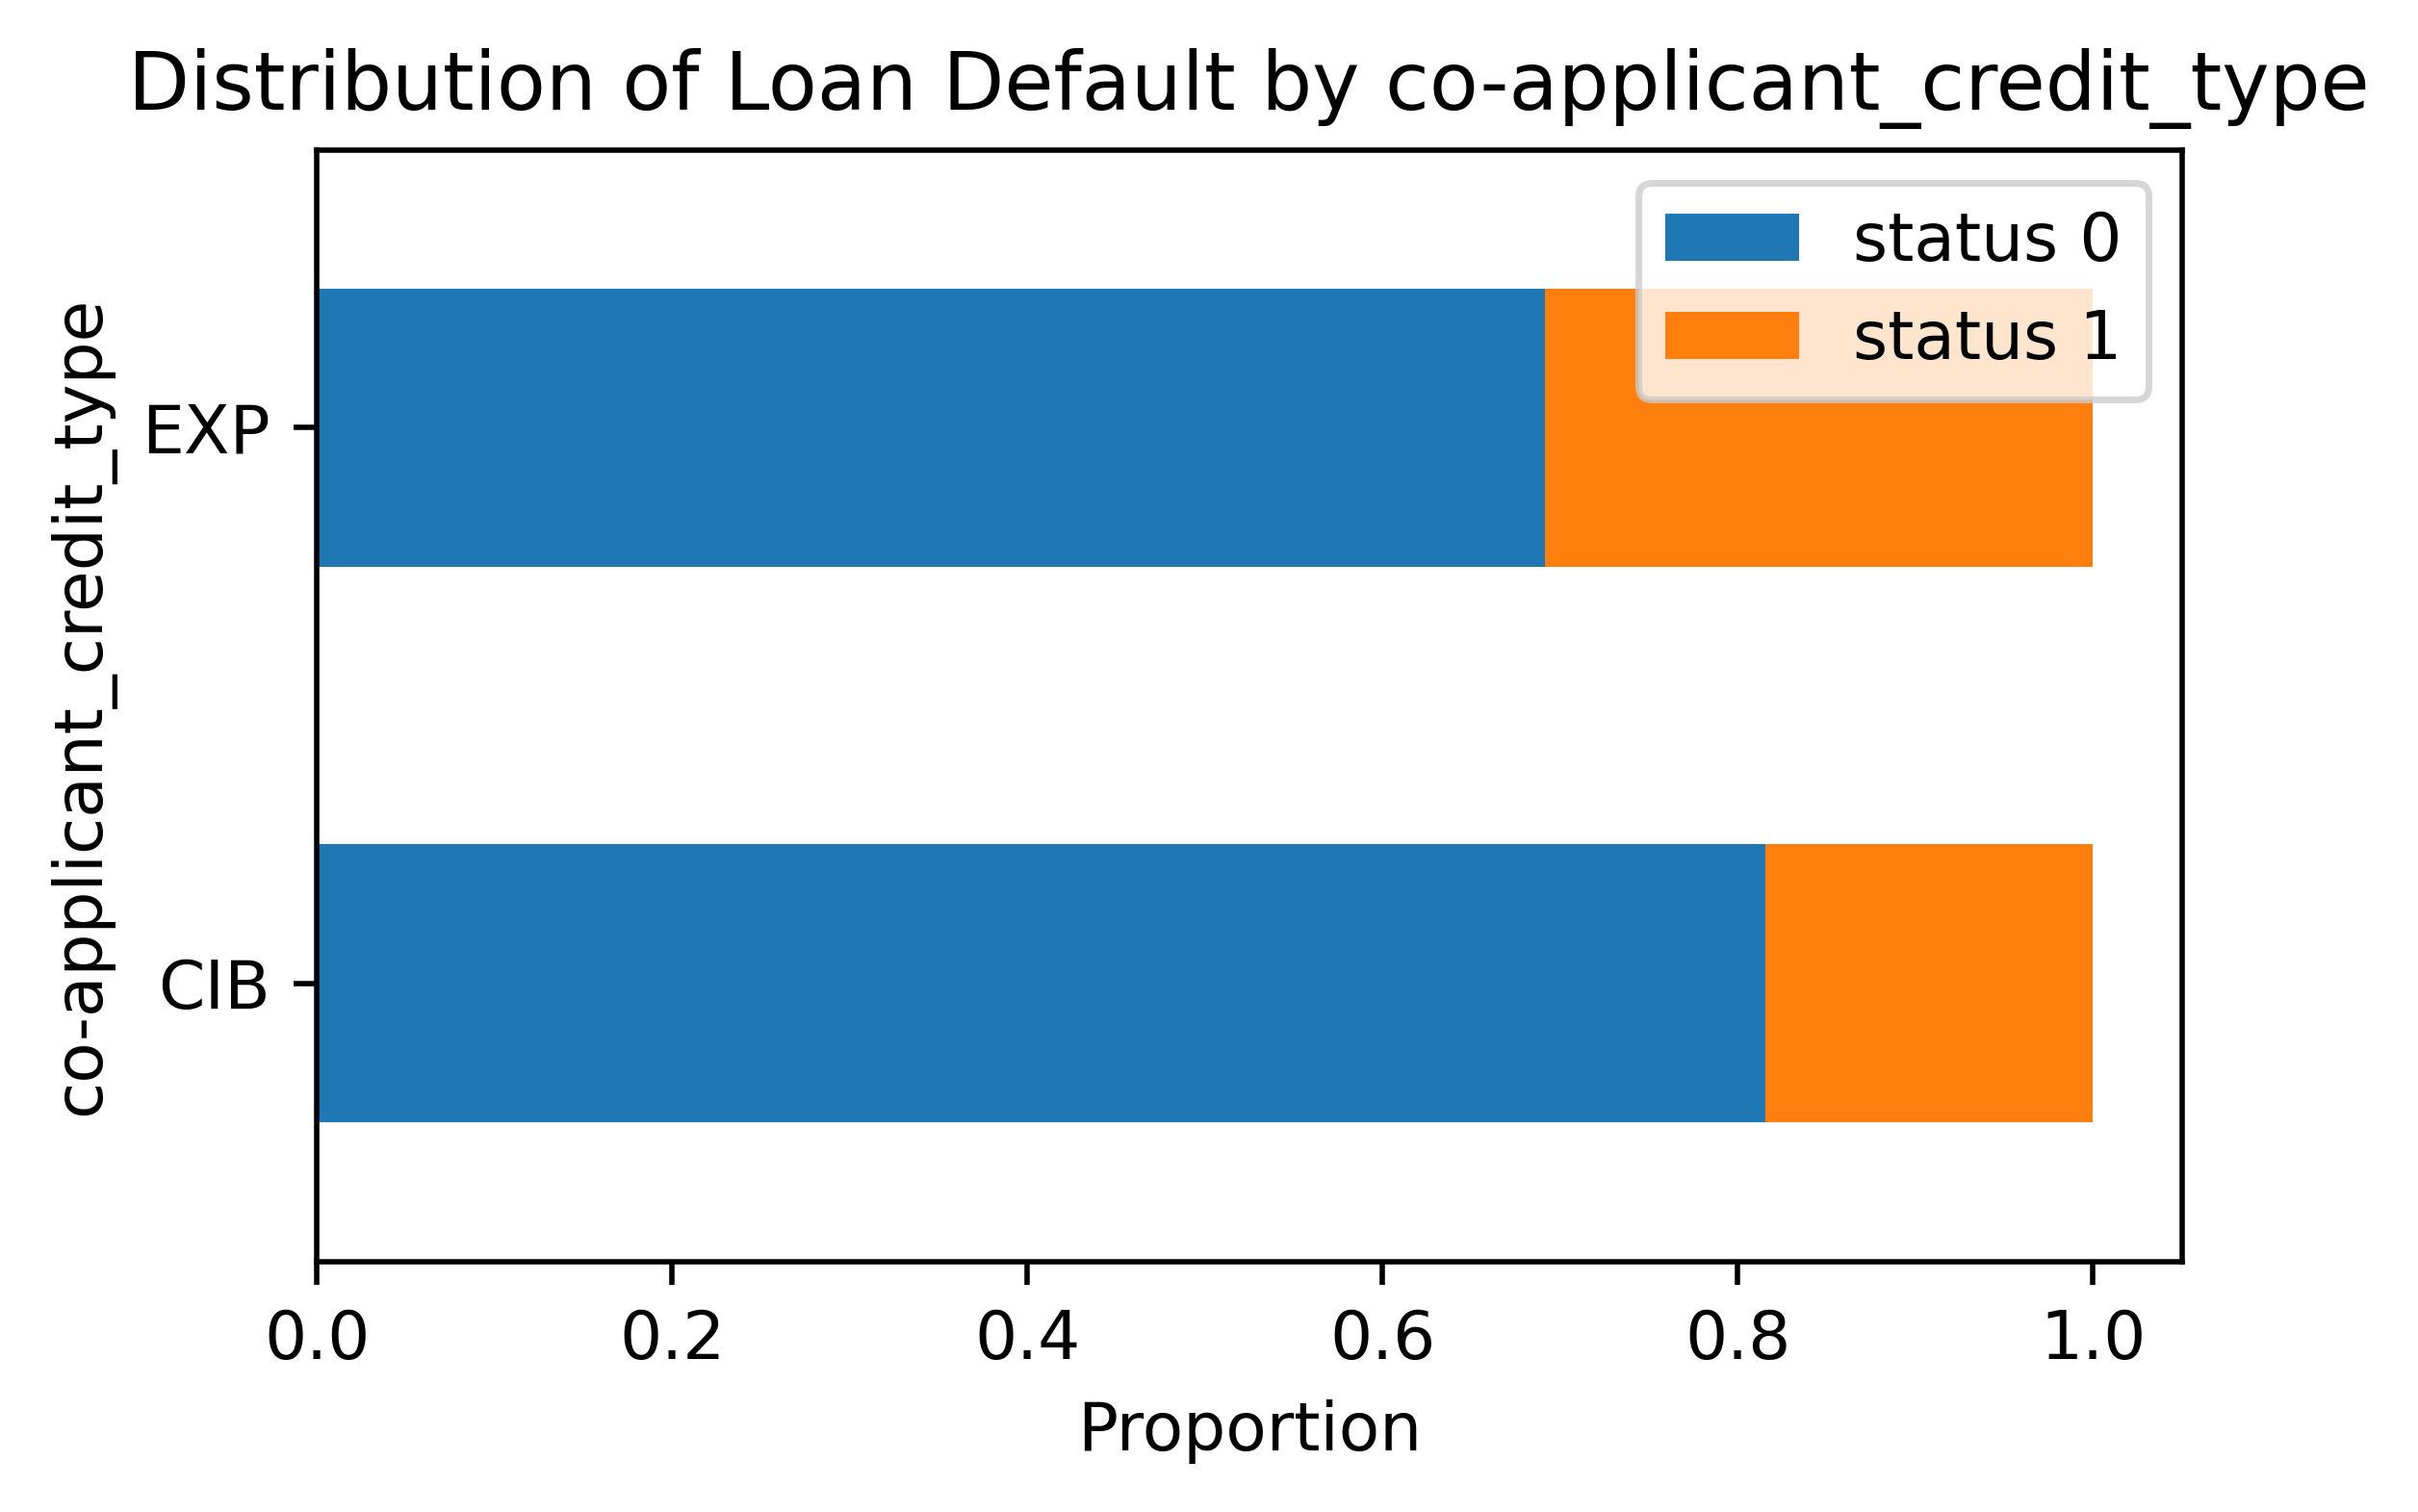 Distribution of Loan Default by co-applicant_credit_type
status 0
status 1
co-applicant_credit_type
EXP
CIB
0.0 0.2 0.4 0.6 0.8 1.0
Proportion